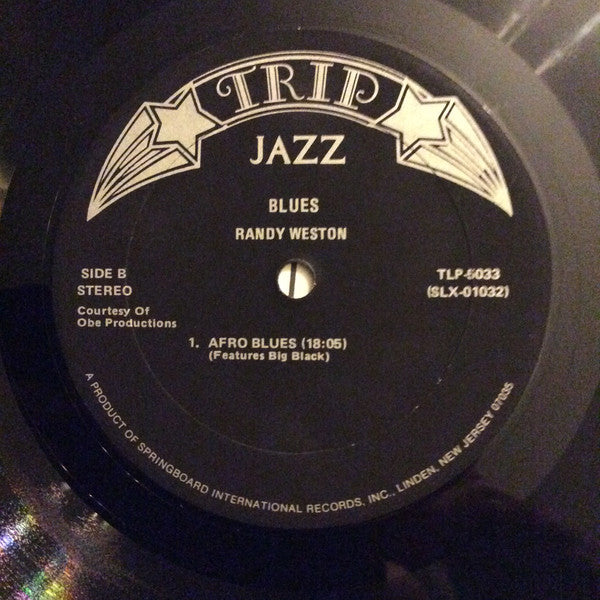 TRIP
JAZZ
BLUES
RANDY WESTON
SIDE B
STEREO
Courtesy Of
Obe Productions
TLP-5033
(SLX-01032)
1. AFRO BLUES (18:05)
(Features Big Black)
A PRODUCT OF SPRINGBOARD INTERNATIONAL RECORDS, INC., LINDEN, NEW JERSEY 07035